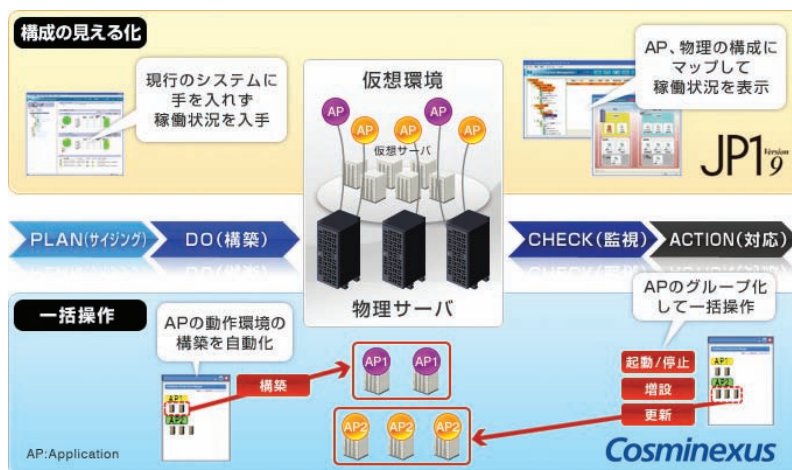 構成の見える化
現行のシステムに
手を入れず
稼働状況を入手
仮想環境
AP
AP
AP
AP
AP
仮想サーバ
AP、物理の構成に
マップして
稼働状況を表示
JP1 Version 9
PLAN(サイジング)
DO(構築)
CHECK(監視)
ACTION(対応)
物理サーバ
一括操作
APの動作環境の
構築を自動化
APのグループ化
して一括操作
AP1
AP2
構築
AP1
AP1
起動/停止
増設
更新
AP1
AP2
AP2
AP2
AP2
AP:Application
Cosminexus